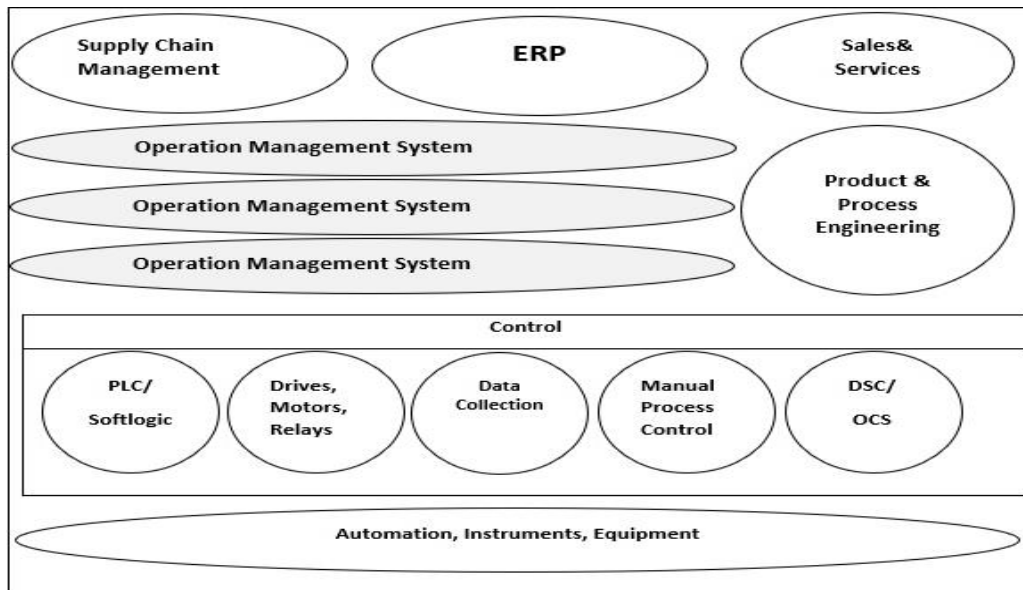 Supply Chain
Management
ERP
Sales&
Services
Operation Management System
Operation Management System
Operation Management System
Product &
Process
Engineering
Control
PLC/
Softlogic
Drives,
Motors,
Relays
Data
Collection
Manual
Process
Control
DSC/
OCS
Automation, Instruments, Equipment